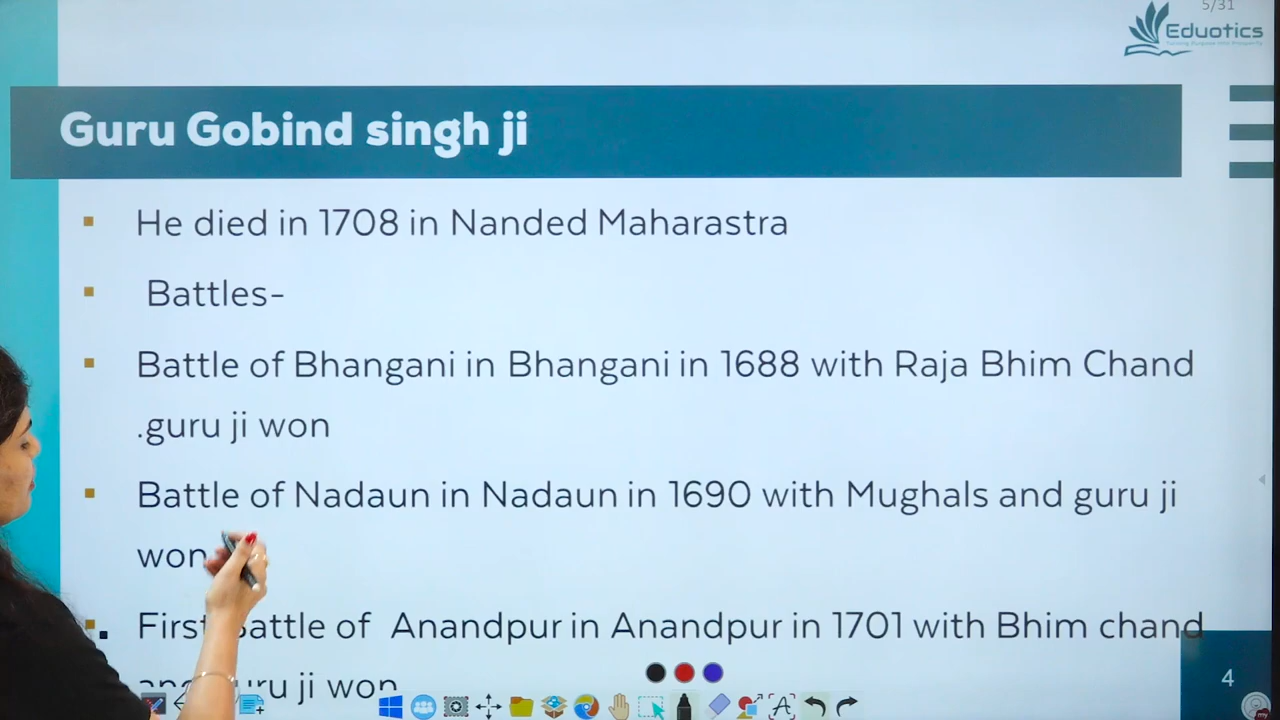 5/31
Eduotics
Guru Gobind singh ji
▪ He died in 1708 in Nanded Maharastra
▪ Battles-
▪ Battle of Bhangani in Bhangani in 1688 with Raja Bhim Chand
.guru ji won
▪ Battle of Nadaun in Nadaun in 1690 with Mughals and guru ji
won
▪ First Battle of Anandpur in Anandpur in 1701 with Bhim chand
ji won
4